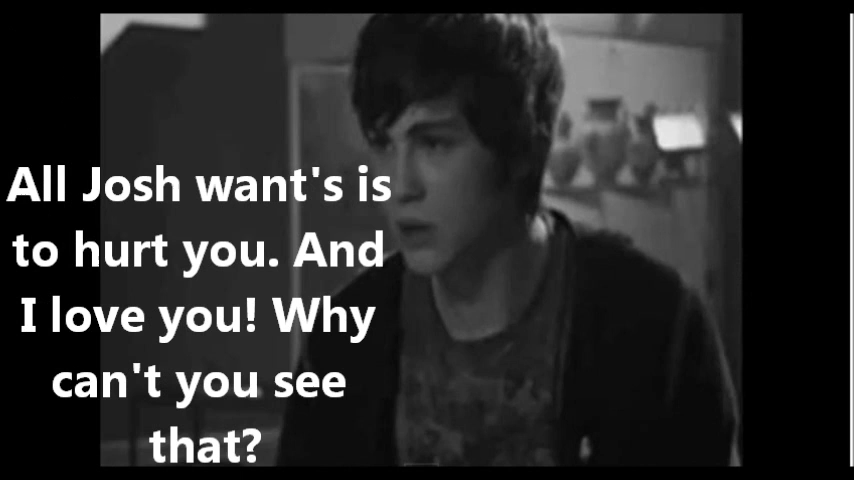 All Josh want's is
to hurt you. And
I love you! Why
can't you see
that?